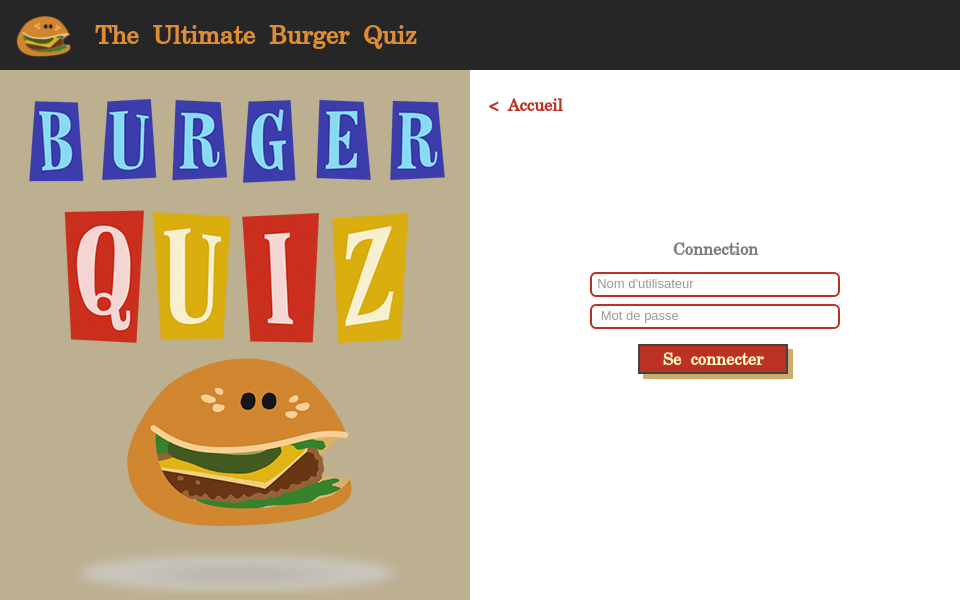 The Ultimate Burger Quiz
BURGER
QUIZ
< Accueil
Connection
Nom d'utilisateur
Mot de passe
Se connecter